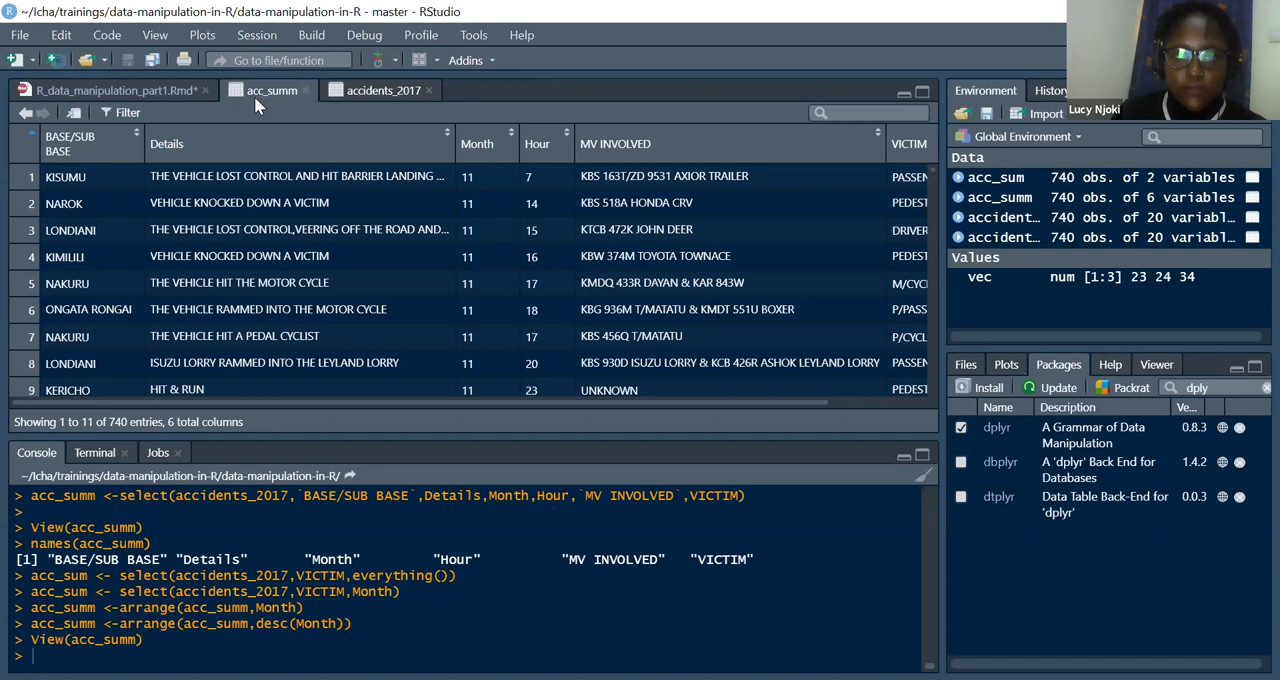 ~/Icha/trainings/data-manipulation-in-R/data-manipulation-in-R - master - RStudio
File Edit Code View Plots Session Build Debug Profile Tools Help
Go to file/function Addins
R_data_manipulation_part1.Rmd* acc_summ accidents_2017
Filter
BASE/SUB BASE Details Month Hour MV INVOLVED VICTIM
1 KISUMU THE VEHICLE LOST CONTROL AND HIT BARRIER LANDING ... 11 7 KBS 163T/ZD 9531 AXIOR TRAILER PASSEN
2 NAROK VEHICLE KNOCKED DOWN A VICTIM 11 14 KBS 518A HONDA CRV PEDEST
3 LONDIANI THE VEHICLE LOST CONTROL,VEERING OFF THE ROAD AND... 11 15 KTCB 472K JOHN DEER DRIVER
4 KIMILILI VEHICLE KNOCKED DOWN A VICTIM 11 16 KBW 374M TOYOTA TOWNACE PEDEST
5 NAKURU THE VEHICLE HIT THE MOTOR CYCLE 11 17 KMDQ 433R DAYAN & KAR 843W M/CYC
6 ONGATA RONGAI THE VEHICLE RAMMED INTO THE MOTOR CYCLE 11 18 KBG 936M T/MATATU & KMDT 551U BOXER P/PASS
7 NAKURU THE VEHICLE HIT A PEDAL CYCLIST 11 17 KBS 456Q T/MATATU P/CYCL
8 LONDIANI ISUZU LORRY RAMMED INTO THE LEYLAND LORRY 11 20 KBS 930D ISUZU LORRY & KCB 426R ASHOK LEYLAND LORRY PASSEN
9 KERICHO HIT & RUN 11 23 UNKNOWN PEDEST
Showing 1 to 11 of 740 entries, 6 total columns
Console Terminal Jobs
~/Icha/trainings/data-manipulation-in-R/data-manipulation-in-R/
> acc_summ <-select(accidents_2017,`BASE/SUB BASE`,Details,Month,Hour,`MV INVOLVED`,VICTIM)
>
> View(acc_summ)
> names(acc_summ)
[1] "BASE/SUB BASE" "Details" "Month" "Hour" "MV INVOLVED" "VICTIM"
> acc_sum <- select(accidents_2017,VICTIM,everything())
> acc_sum <- select(accidents_2017,VICTIM,Month)
> acc_summ <-arrange(acc_summ,Month)
> acc_summ <-arrange(acc_summ,desc(Month))
> View(acc_summ)
>
Lucy Njoki
Environment History
Import
Global Environment
Data
acc_sum 740 obs. of 2 variables
acc_summ 740 obs. of 6 variables
accident... 740 obs. of 20 variabl...
accident... 740 obs. of 20 variabl...
Values
vec num [1:3] 23 24 34
Files Plots Packages Help Viewer
Install Update Packrat dply
Name Description Ve...
dplyr A Grammar of Data Manipulation 0.8.3
dbplyr A 'dplyr' Back End for Databases 1.4.2
dtplyr Data Table Back-End for 'dplyr' 0.0.3